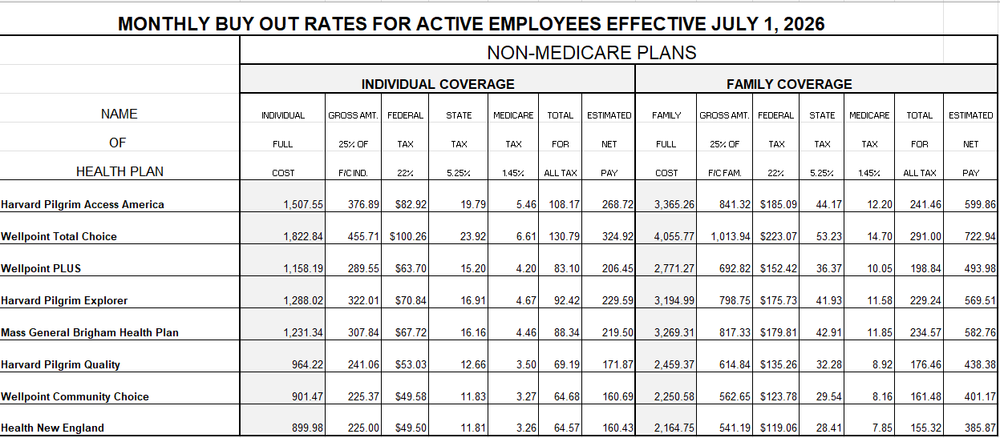 MONTHLY BUY OUT RATES FOR ACTIVE EMPLOYEES EFFECTIVE JULY 1, 2026
NON-MEDICARE PLANS
INDIVIDUAL COVERAGE FAMILY COVERAGE
NAME INDIVIDUAL GROSS AMT. FEDERAL STATE MEDICARE TOTAL ESTIMATED FAMILY GROSS AMT. FEDERAL STATE MEDICARE TOTAL ESTIMATED
OF FULL 25% OF TAX TAX TAX FOR NET FULL 25% OF TAX TAX TAX FOR NET
HEALTH PLAN COST F/C IND. 22% 5.25% 1.45% ALL TAX PAY COST F/C FAM. 22% 5.25% 1.45% ALL TAX PAY
Harvard Pilgrim Access America 1,507.55 376.89 $82.92 19.79 5.46 108.17 268.72 3,365.26 841.32 $185.09 44.17 12.20 241.46 599.86
Wellpoint Total Choice 1,822.84 455.71 $100.26 23.92 6.61 130.79 324.92 4,055.77 1,013.94 $223.07 53.23 14.70 291.00 722.94
Wellpoint PLUS 1,158.19 289.55 $63.70 15.20 4.20 83.10 206.45 2,771.27 692.82 $152.42 36.37 10.05 198.84 493.98
Harvard Pilgrim Explorer 1,288.02 322.01 $70.84 16.91 4.67 92.42 229.59 3,194.99 798.75 $175.73 41.93 11.58 229.24 569.51
Mass General Brigham Health Plan 1,231.34 307.84 $67.72 16.16 4.46 88.34 219.50 3,269.31 817.33 $179.81 42.91 11.85 234.57 582.76
Harvard Pilgrim Quality 964.22 241.06 $53.03 12.66 3.50 69.19 171.87 2,459.37 614.84 $135.26 32.28 8.92 176.46 438.38
Wellpoint Community Choice 901.47 225.37 $49.58 11.83 3.27 64.68 160.69 2,250.58 562.65 $123.78 29.54 8.16 161.48 401.17
Health New England 899.98 225.00 $49.50 11.81 3.26 64.57 160.43 2,164.75 541.19 $119.06 28.41 7.85 155.32 385.87